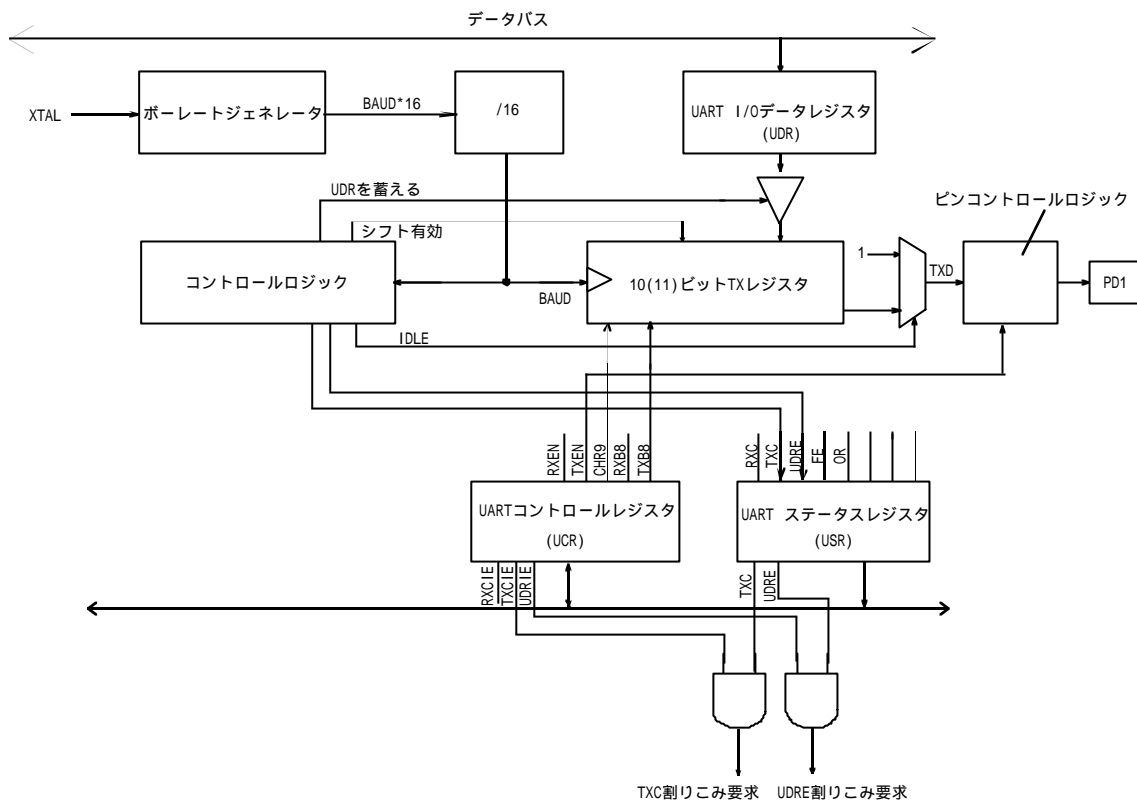 データバス
XTAL
ボーレートジェネレータ
BAUD*16
/16
UART I/Oデータレジスタ
(UDR)
UDRを蓄える
シフト有効
ピンコントロールロジック
コントロールロジック
BAUD
10(11)ビットTXレジスタ
1
TXD
PD1
IDLE
RXEN
TXEN
CHR9
RXB8
TXB8
RXC
TXC
UDRE
FE
OR
UARTコントロールレジスタ
(UCR)
UART ステータスレジスタ
(USR)
RXCIE
TXCIE
UDRIE
TXC
UDRE
TXC割りこみ要求
UDRE割りこみ要求